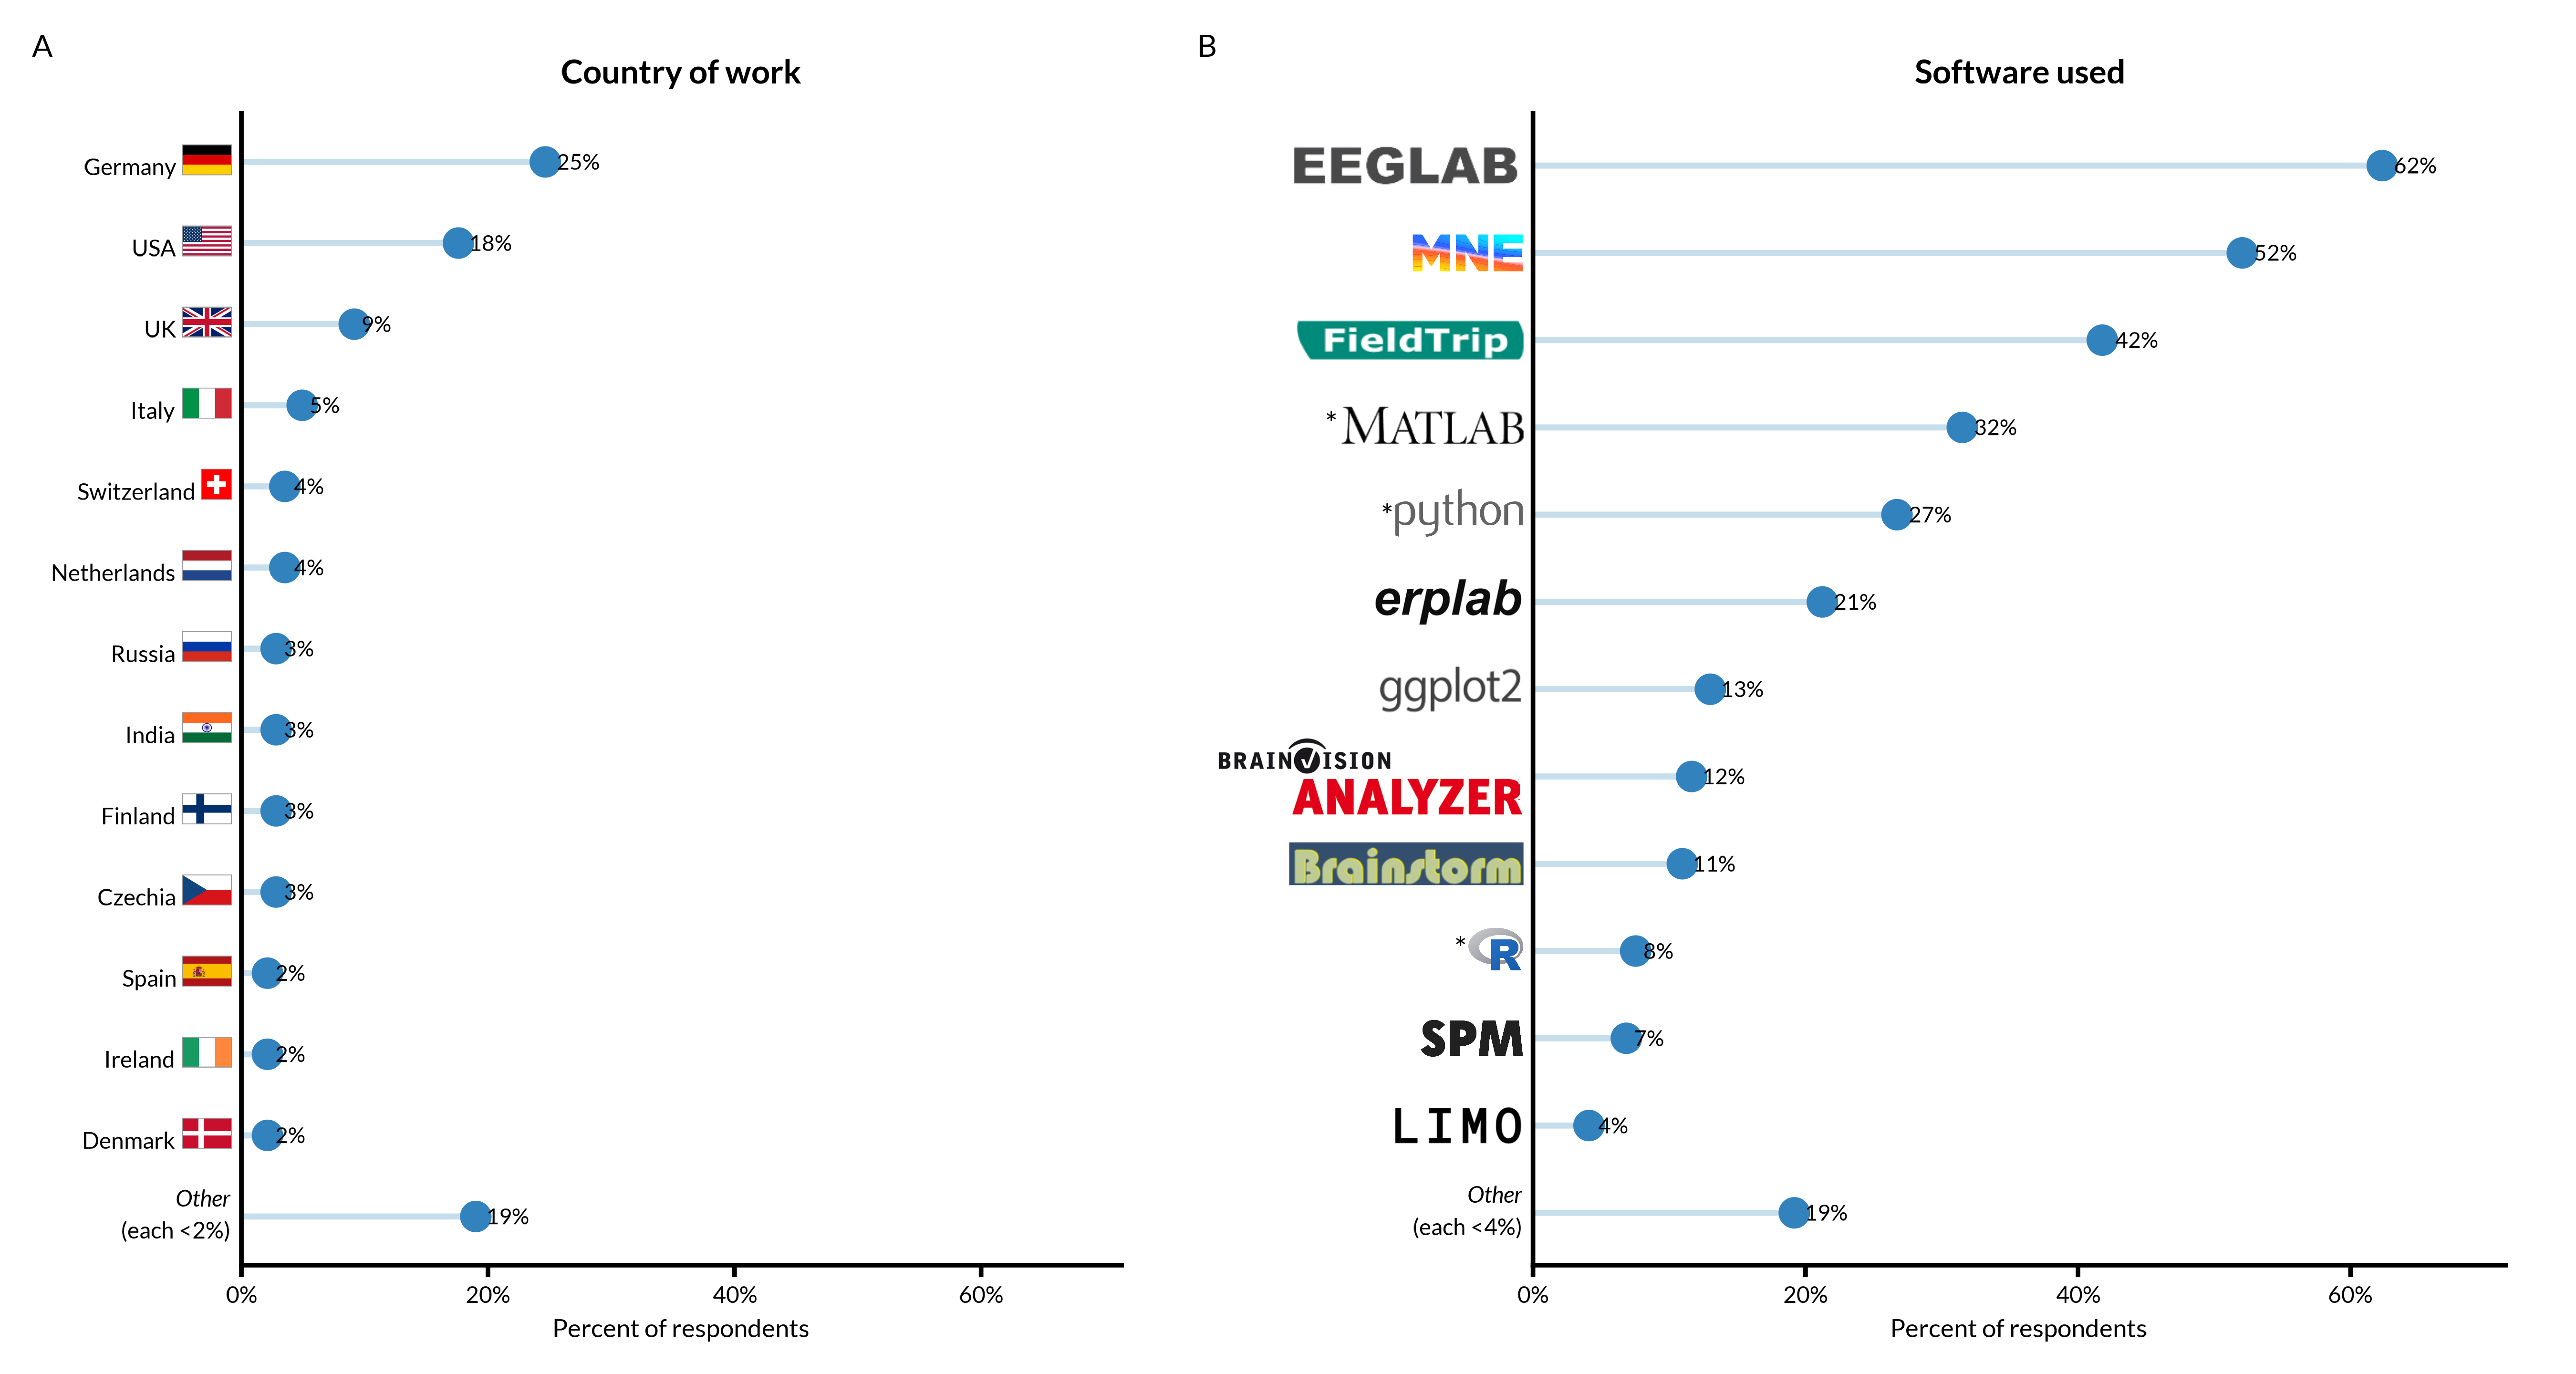 A
Country of work
Germany 25%
USA 18%
UK 9%
Italy 5%
Switzerland 4%
Netherlands 4%
Russia 3%
India 3%
Finland 3%
Czechia 3%
Spain 2%
Ireland 2%
Denmark 2%
Other
(each <2%) 19%
0% 20% 40% 60%
Percent of respondents
B
Software used
EEGLAB 62%
MNE 52%
FieldTrip 42%
*MATLAB 32%
*python 27%
erplab 21%
ggplot2 13%
BRAINVISION
ANALYZER 12%
Brainstorm 11%
*R 8%
SPM 7%
LIMO 4%
Other
(each <4%) 19%
0% 20% 40% 60%
Percent of respondents